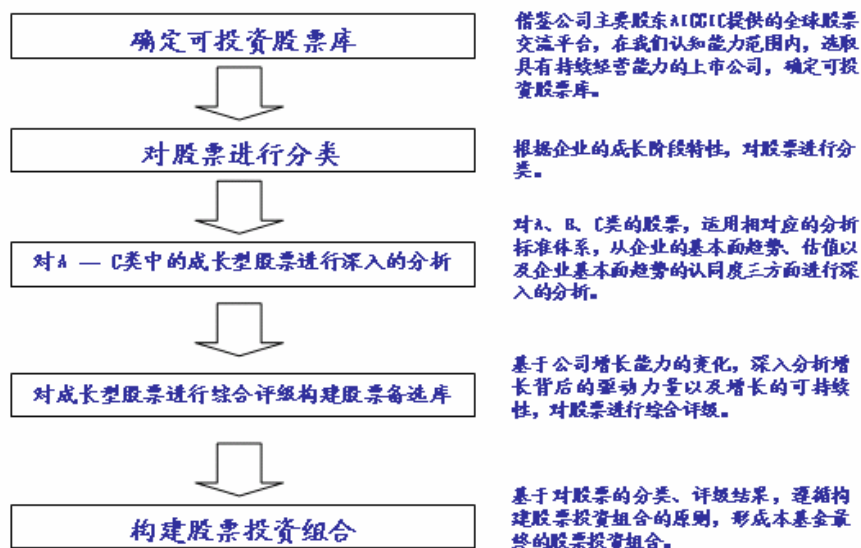 确定可投资股票库
借签公司主要股东AIGGIC提供的全球股票
交流平台，在我们认知能力范围内，选取
具有持续经营能力的上市公司，确定可投
资股票库。
对股票进行分类
根据企业的成长阶段特性，对股票进行分
类。
对A — C类中的成长型股票进行深入的分析
对A、B、C类的股票，运用相对应的分析
标准体系，从企业的基本面趋势、估值以
及企业基本面趋势的认同度三方面进行深
入的分析。
对成长型股票进行综合评级构建股票备选库
基于公司增长能力的变化，深入分析增
长背后的驱动力量以及增长的可持续
性，对股票进行综合评级。
构建股票投资组合
基于对股票的分类、评级结果，遵循构
建股票投资组合的原则，形成本基金最
终的股票投资组合。